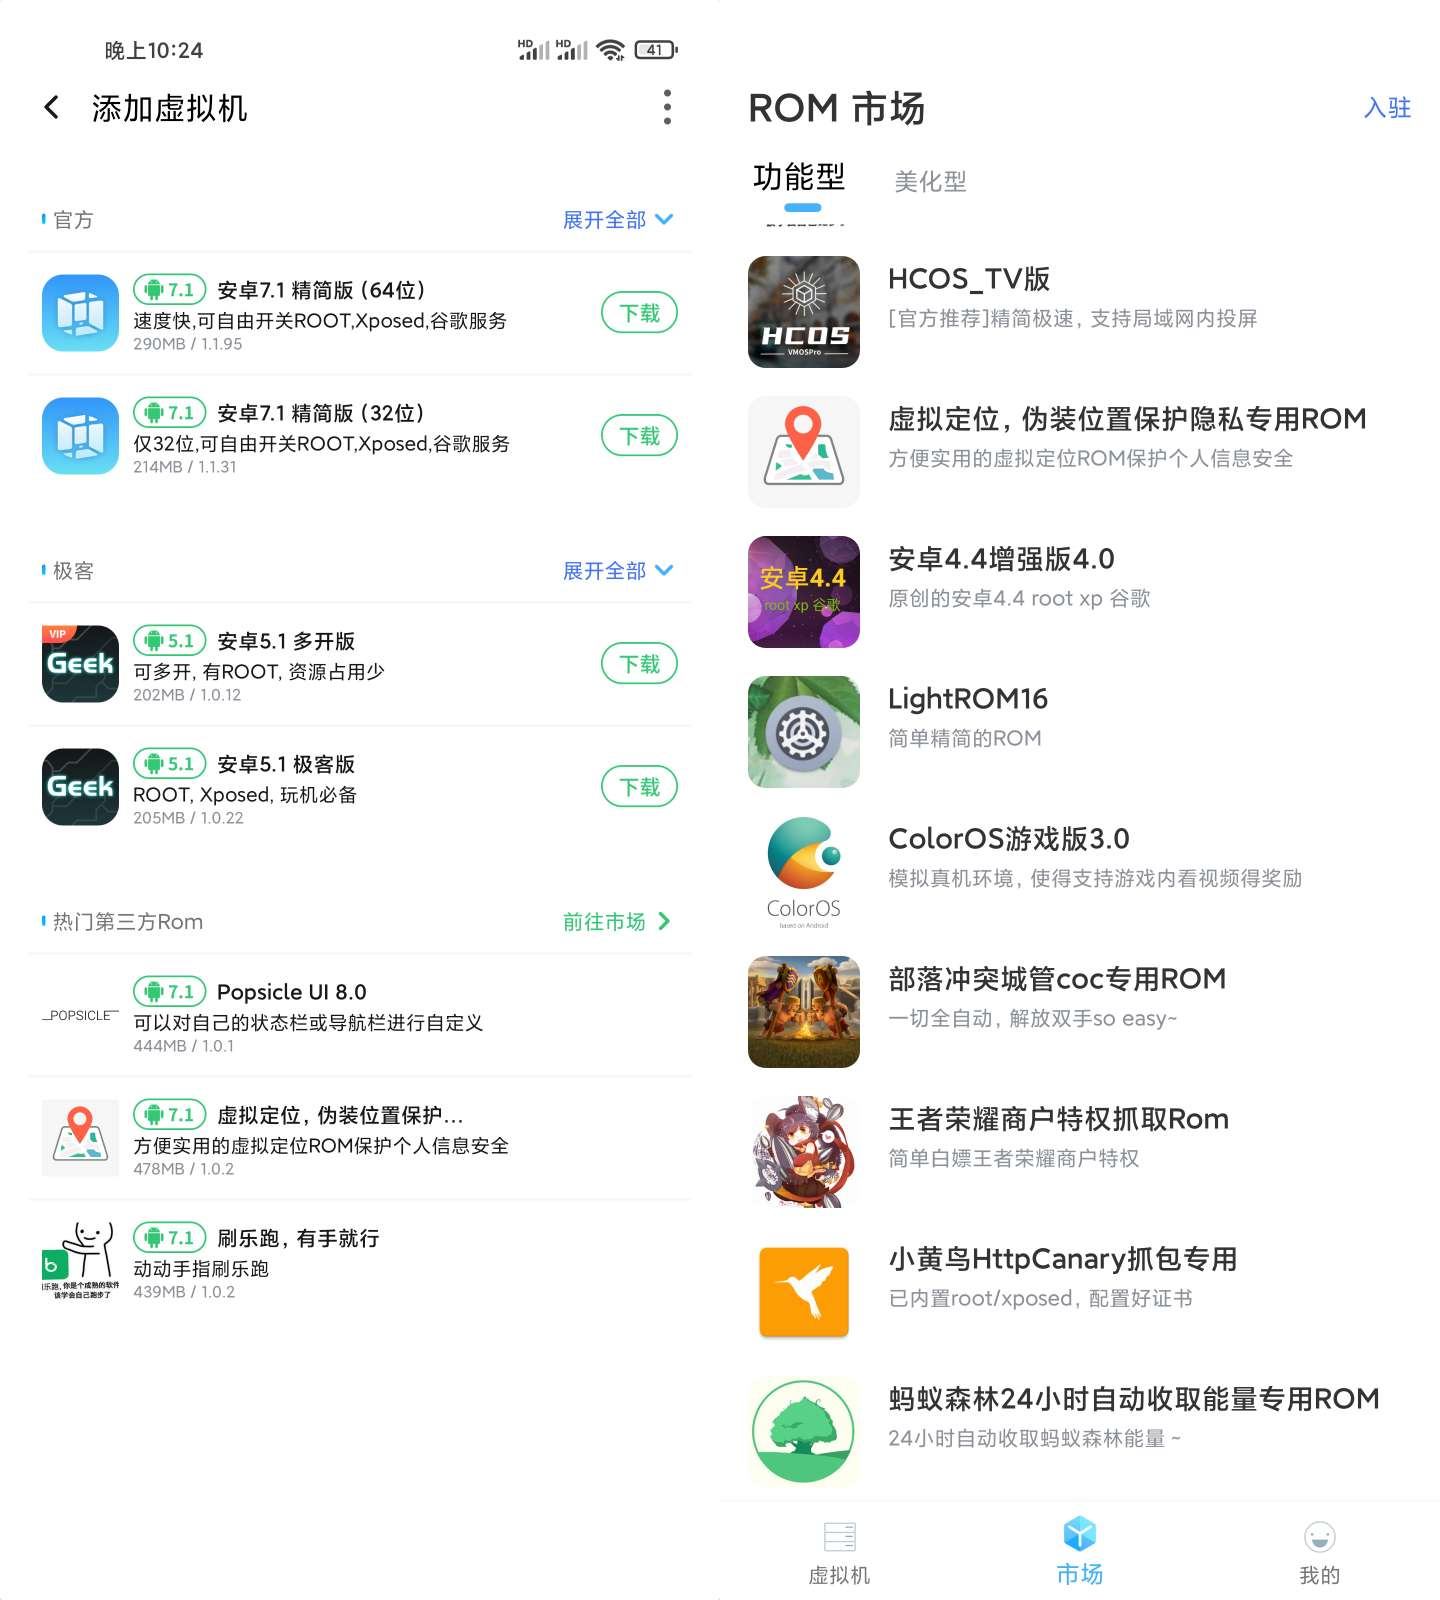 晚上10:24
HD HD 41
添加虚拟机
官方
展开全部
7.1 安卓7.1 精简版 (64位)
速度快,可自由开关ROOT,Xposed,谷歌服务
290MB / 1.1.95
下载
7.1 安卓7.1 精简版 (32位)
仅32位,可自由开关ROOT,Xposed,谷歌服务
214MB / 1.1.31
下载
极客
展开全部
VIP
Geek
5.1 安卓5.1 多开版
可多开, 有ROOT, 资源占用少
202MB / 1.0.12
下载
Geek
5.1 安卓5.1 极客版
ROOT, Xposed, 玩机必备
205MB / 1.0.22
下载
热门第三方Rom
前往市场
POPSICLE
7.1 Popsicle UI 8.0
可以对自己的状态栏或导航栏进行自定义
444MB / 1.0.1
7.1 虚拟定位，伪装位置保护...
方便实用的虚拟定位ROM保护个人信息安全
478MB / 1.0.2
b
乐跑,你是个成熟的软件
该学会自己跑步了
7.1 刷乐跑，有手就行
动动手指刷乐跑
439MB / 1.0.2
ROM 市场
入驻
功能型
美化型
HCOS
VMOSPro
HCOS_TV版
[官方推荐]精简极速，支持局域网内投屏
虚拟定位，伪装位置保护隐私专用ROM
方便实用的虚拟定位ROM保护个人信息安全
安卓4.4
root xp 谷歌
安卓4.4增强版4.0
原创的安卓4.4 root xp 谷歌
LightROM16
简单精简的ROM
ColorOS
based on Android
ColorOS游戏版3.0
模拟真机环境，使得支持游戏内看视频得奖励
部落冲突城管coc专用ROM
一切全自动，解放双手so easy~
王者荣耀商户特权抓取Rom
简单白嫖王者荣耀商户特权
小黄鸟HttpCanary抓包专用
已内置root/xposed，配置好证书
蚂蚁森林24小时自动收取能量专用ROM
24小时自动收取蚂蚁森林能量 ~
虚拟机
市场
我的